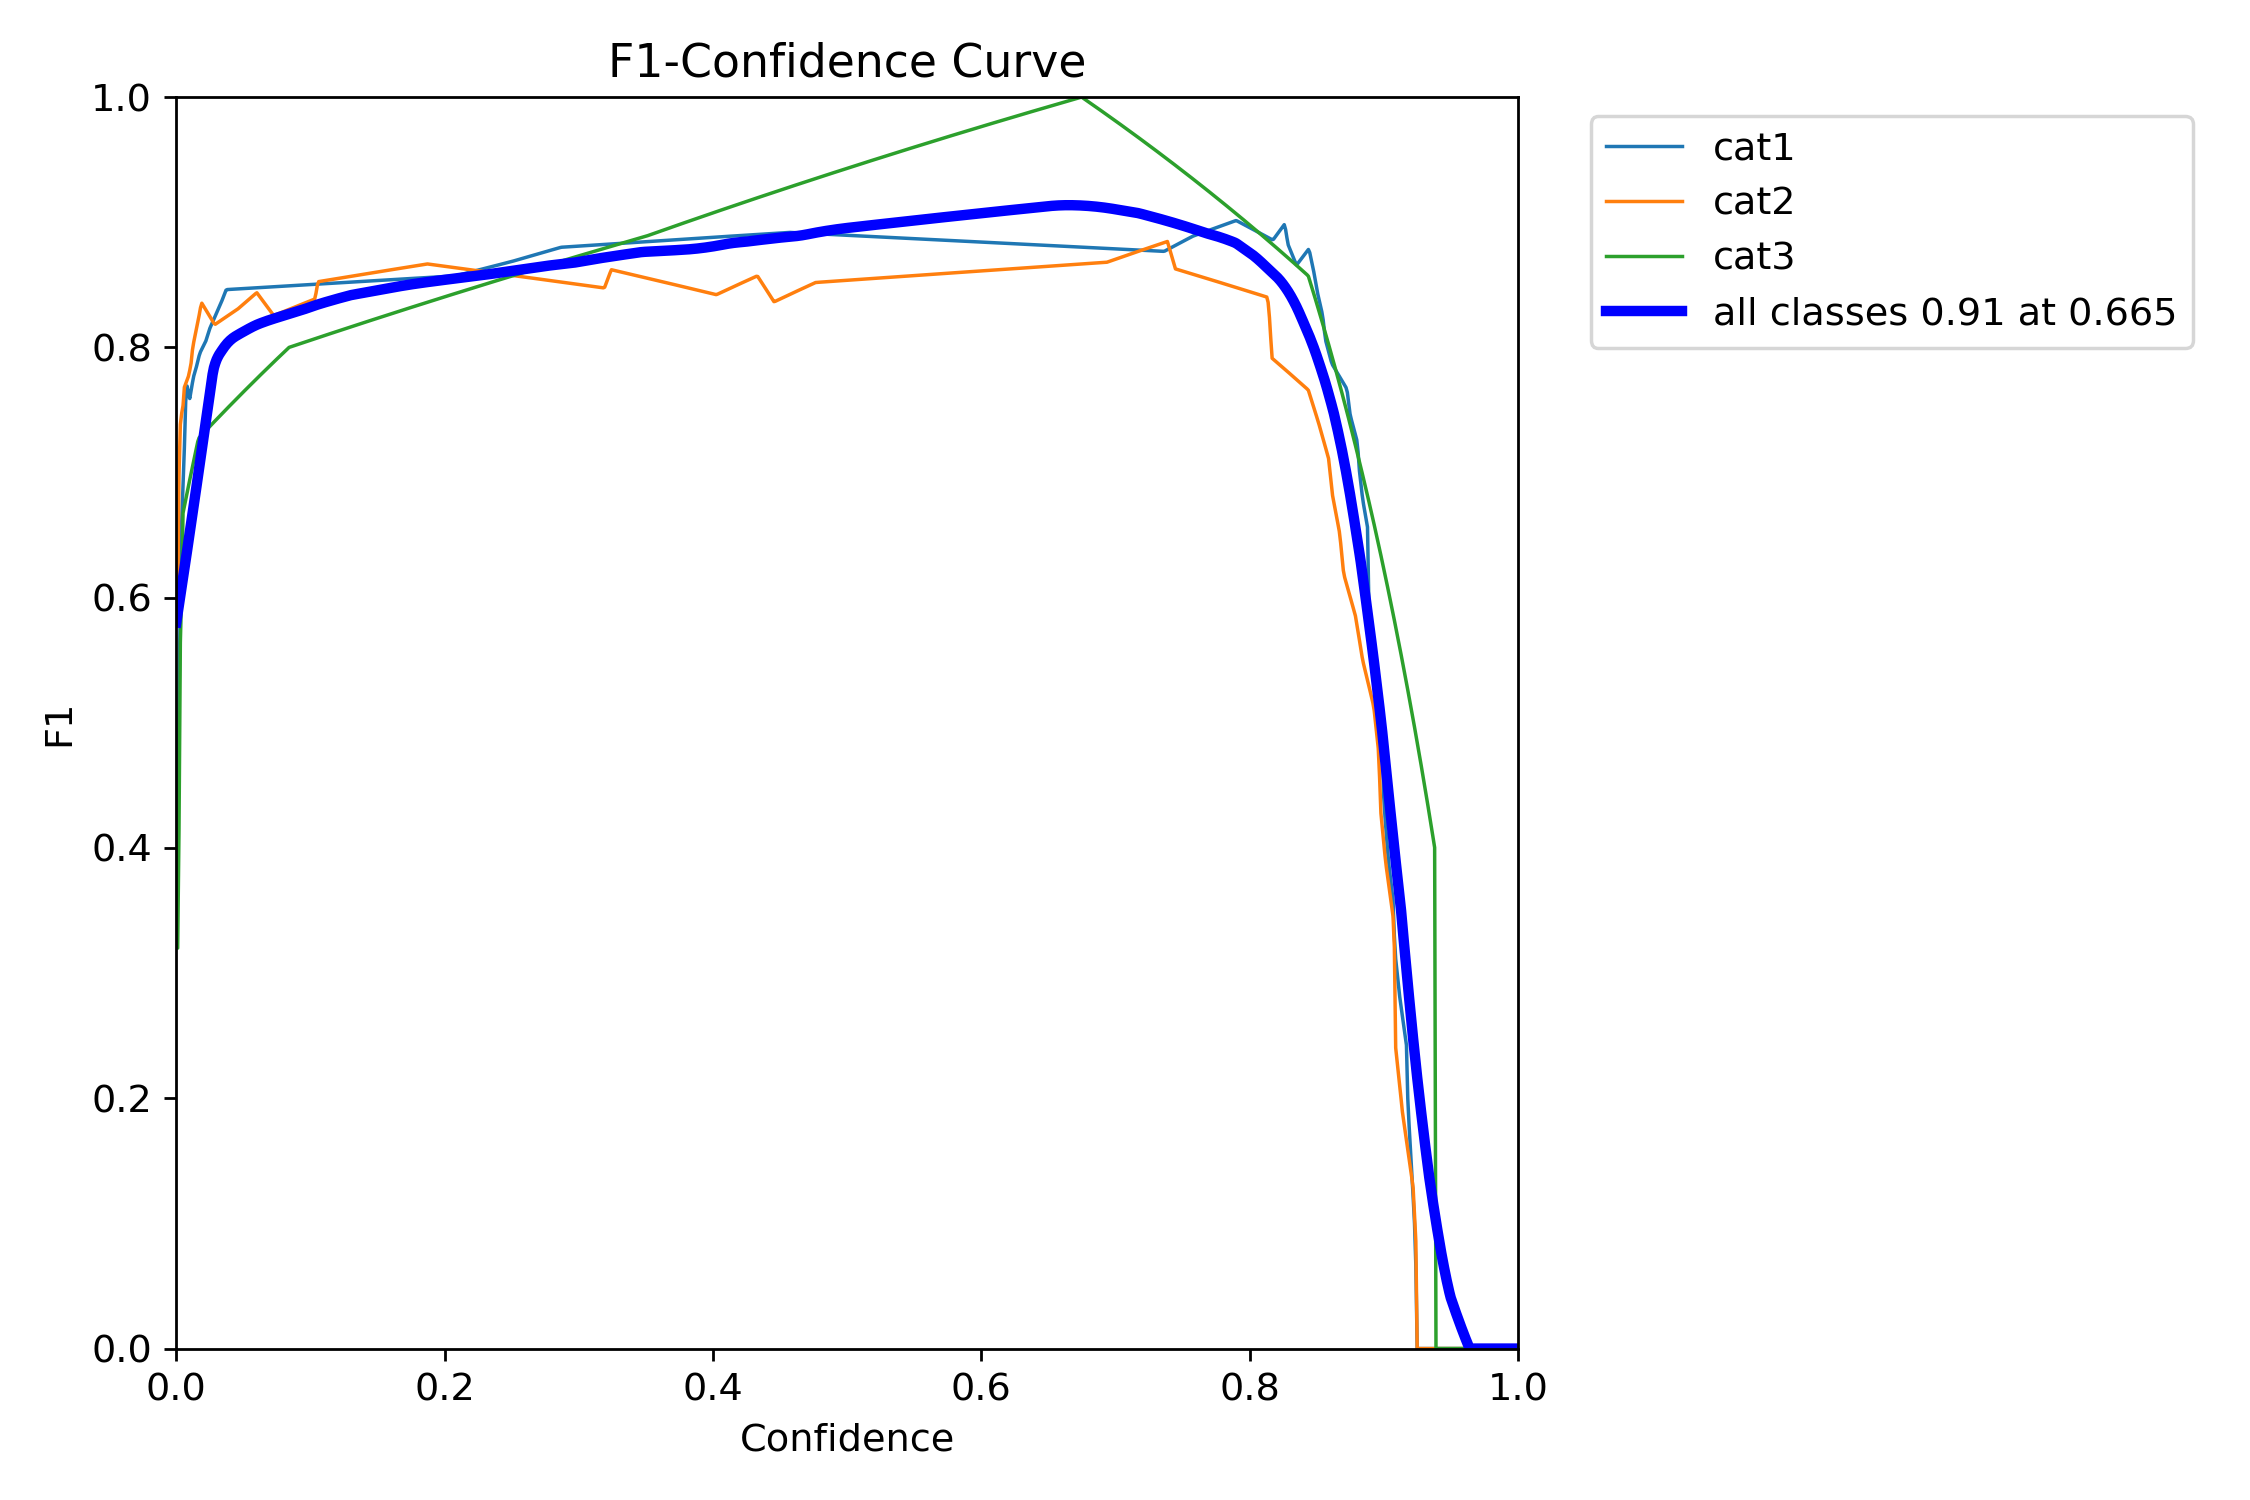 F1-Confidence Curve
1.0
0.8
0.6
0.4
0.2
0.0
F1
0.0 0.2 0.4 0.6 0.8 1.0
Confidence
cat1
cat2
cat3
all classes 0.91 at 0.665